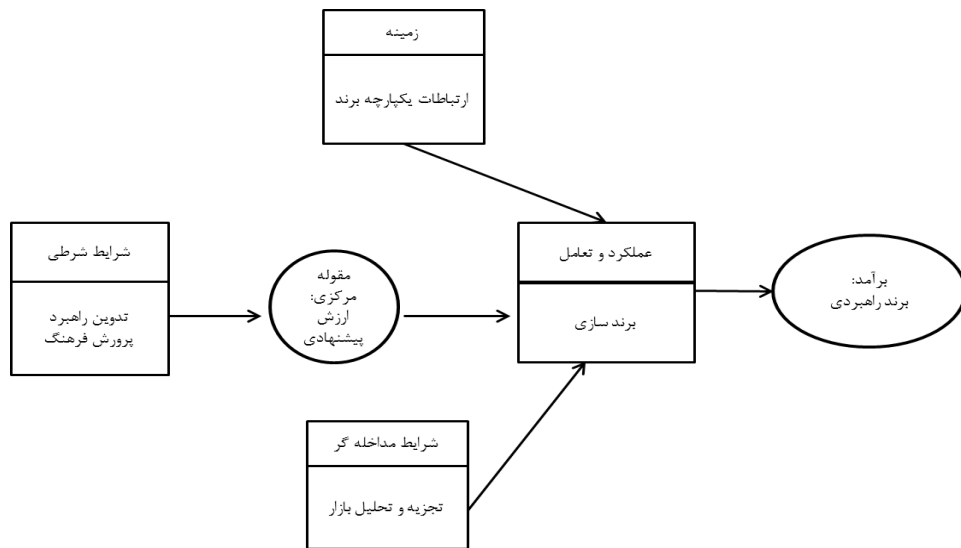 زمینه
ارتباطات یکپارچه برند
شرایط شرطی
تدوین راهبرد
پرورش فرهنگ
مقوله
مرکزی:
ارزش
پیشنهادی
عملکرد و تعامل
برند سازی
برآمد:
برند راهبردی
شرایط مداخله گر
تجزیه و تحلیل بازار